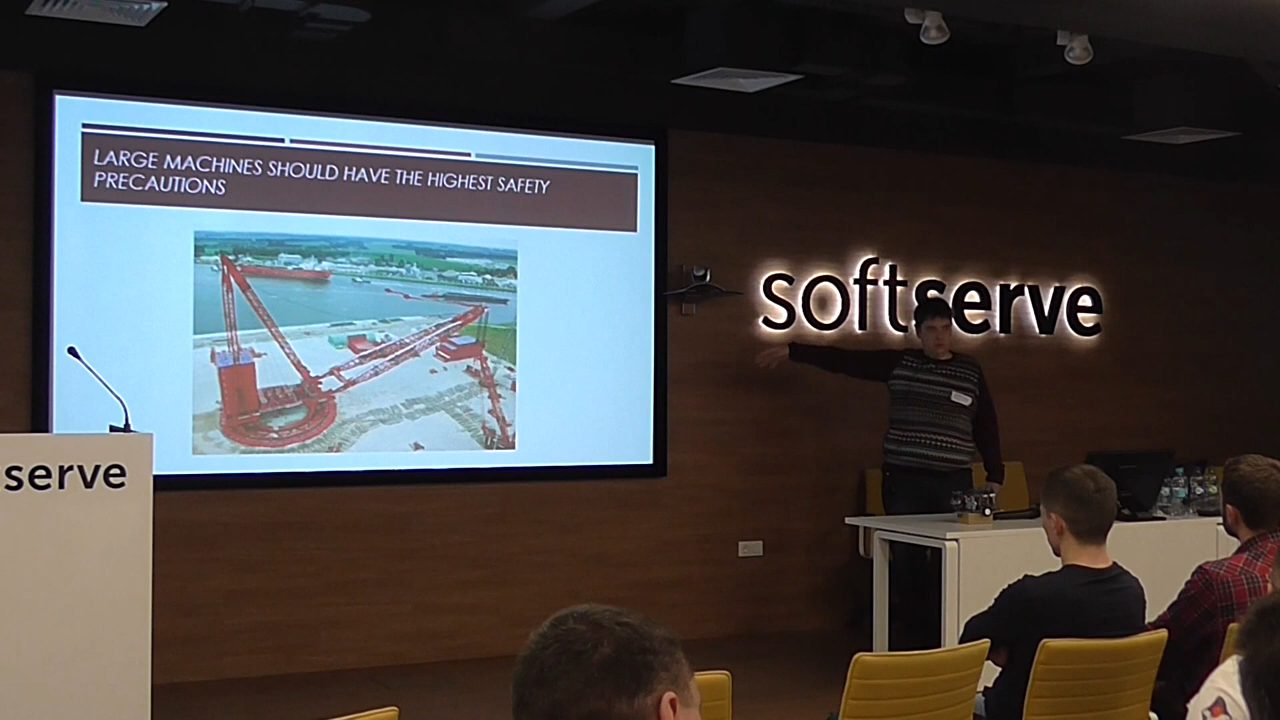 LARGE MACHINES SHOULD HAVE THE HIGHEST SAFETY
PRECAUTIONS
softserve
serve